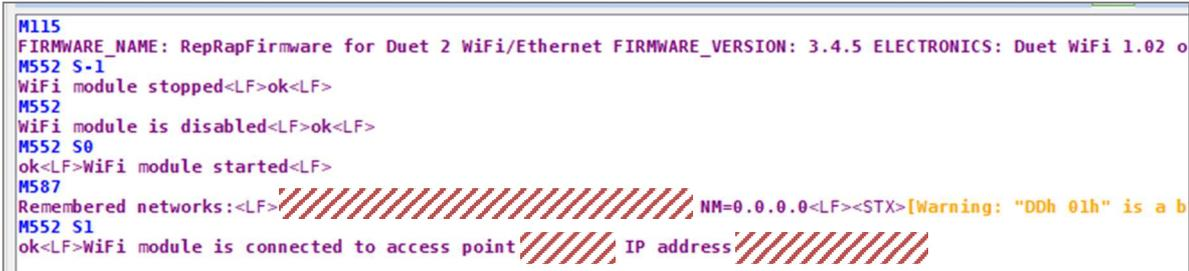 M115
FIRMWARE_NAME: RepRapFirmware for Duet 2 WiFi/Ethernet FIRMWARE_VERSION: 3.4.5 ELECTRONICS: Duet WiFi 1.02 o
M552 S-1
WiFi module stopped<LF>ok<LF>
M552
WiFi module is disabled<LF>ok<LF>
M552 S0
ok<LF>WiFi module started<LF>
M587
Remembered networks:<LF> NM=0.0.0.0<LF><STX>[Warning: "DDh 01h" is a b
M552 S1
ok<LF>WiFi module is connected to access point IP address